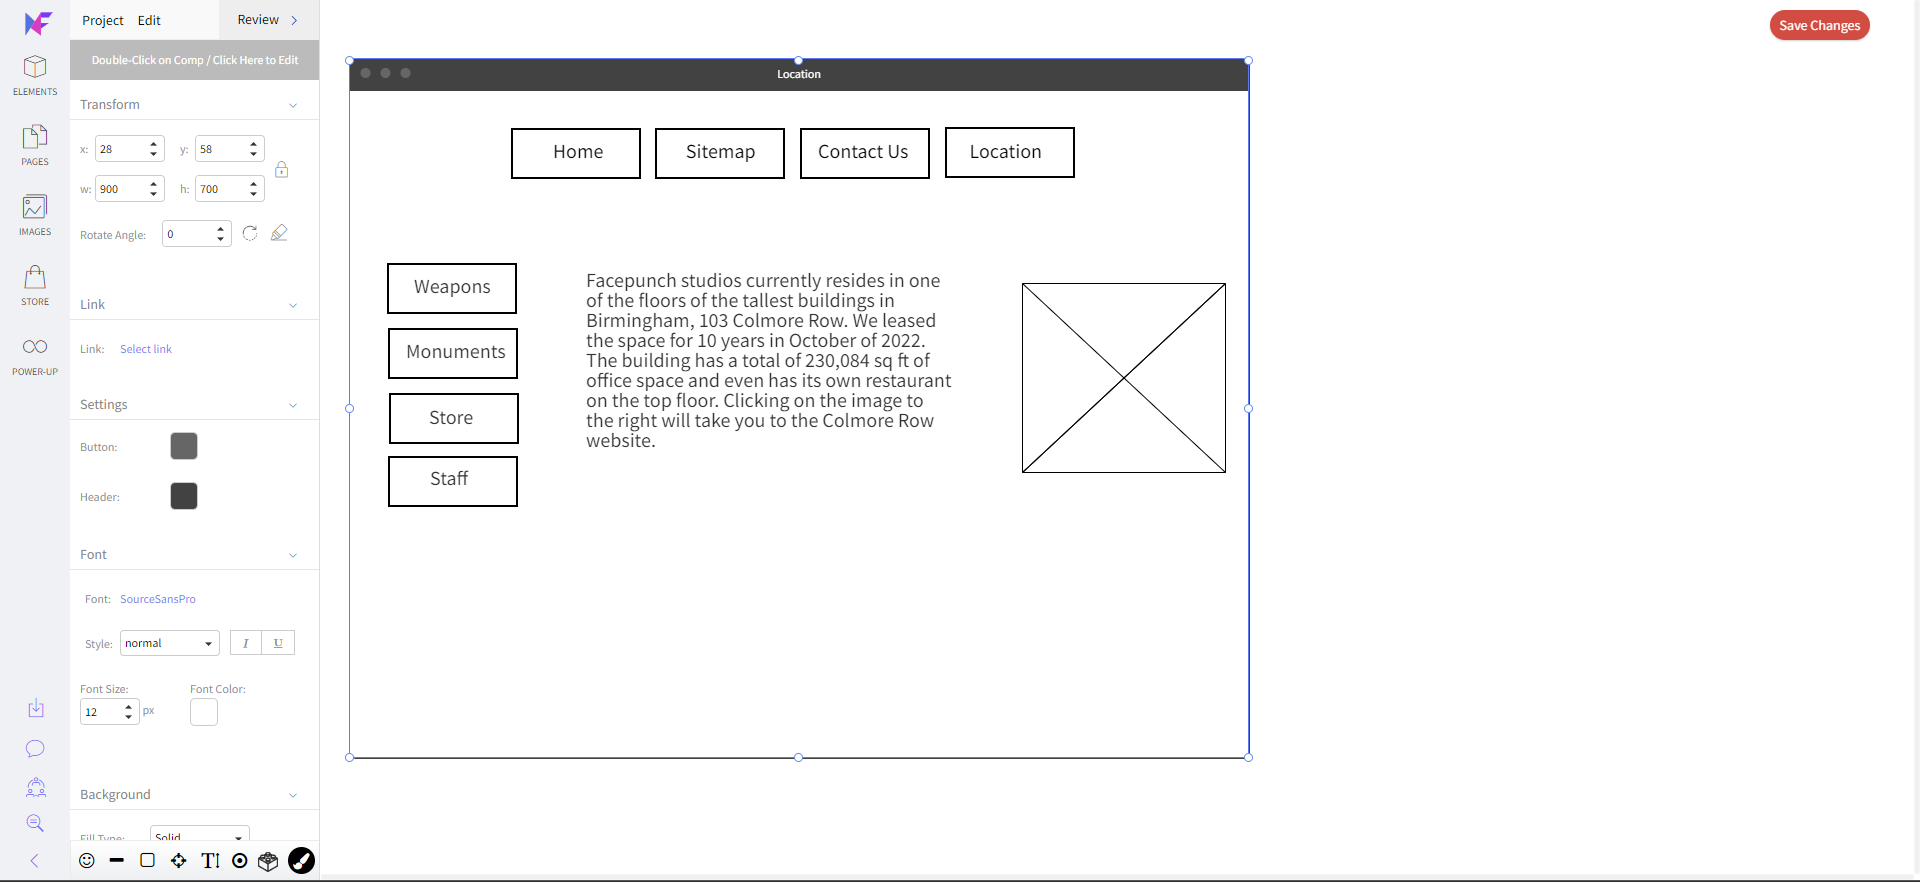 Project Edit Review
Save Changes
Double-Click on Comp / Click Here to Edit
ELEMENTS
PAGES
IMAGES
STORE
POWER-UP
Transform
x: 28 y: 58
w: 900 h: 700
Rotate Angle: 0
Link
Link: Select link
Settings
Button:
Header:
Font
Font: SourceSansPro
Style: normal I U
Font Size: Font Color:
12 px
Background
Fill Type: Solid
T
Location
Home Sitemap Contact Us Location
Weapons
Monuments
Store
Staff
Facepunch studios currently resides in one
of the floors of the tallest buildings in
Birmingham, 103 Colmore Row. We leased
the space for 10 years in October of 2022.
The building has a total of 230,084 sq ft of
office space and even has its own restaurant
on the top floor. Clicking on the image to
the right will take you to the Colmore Row
website.